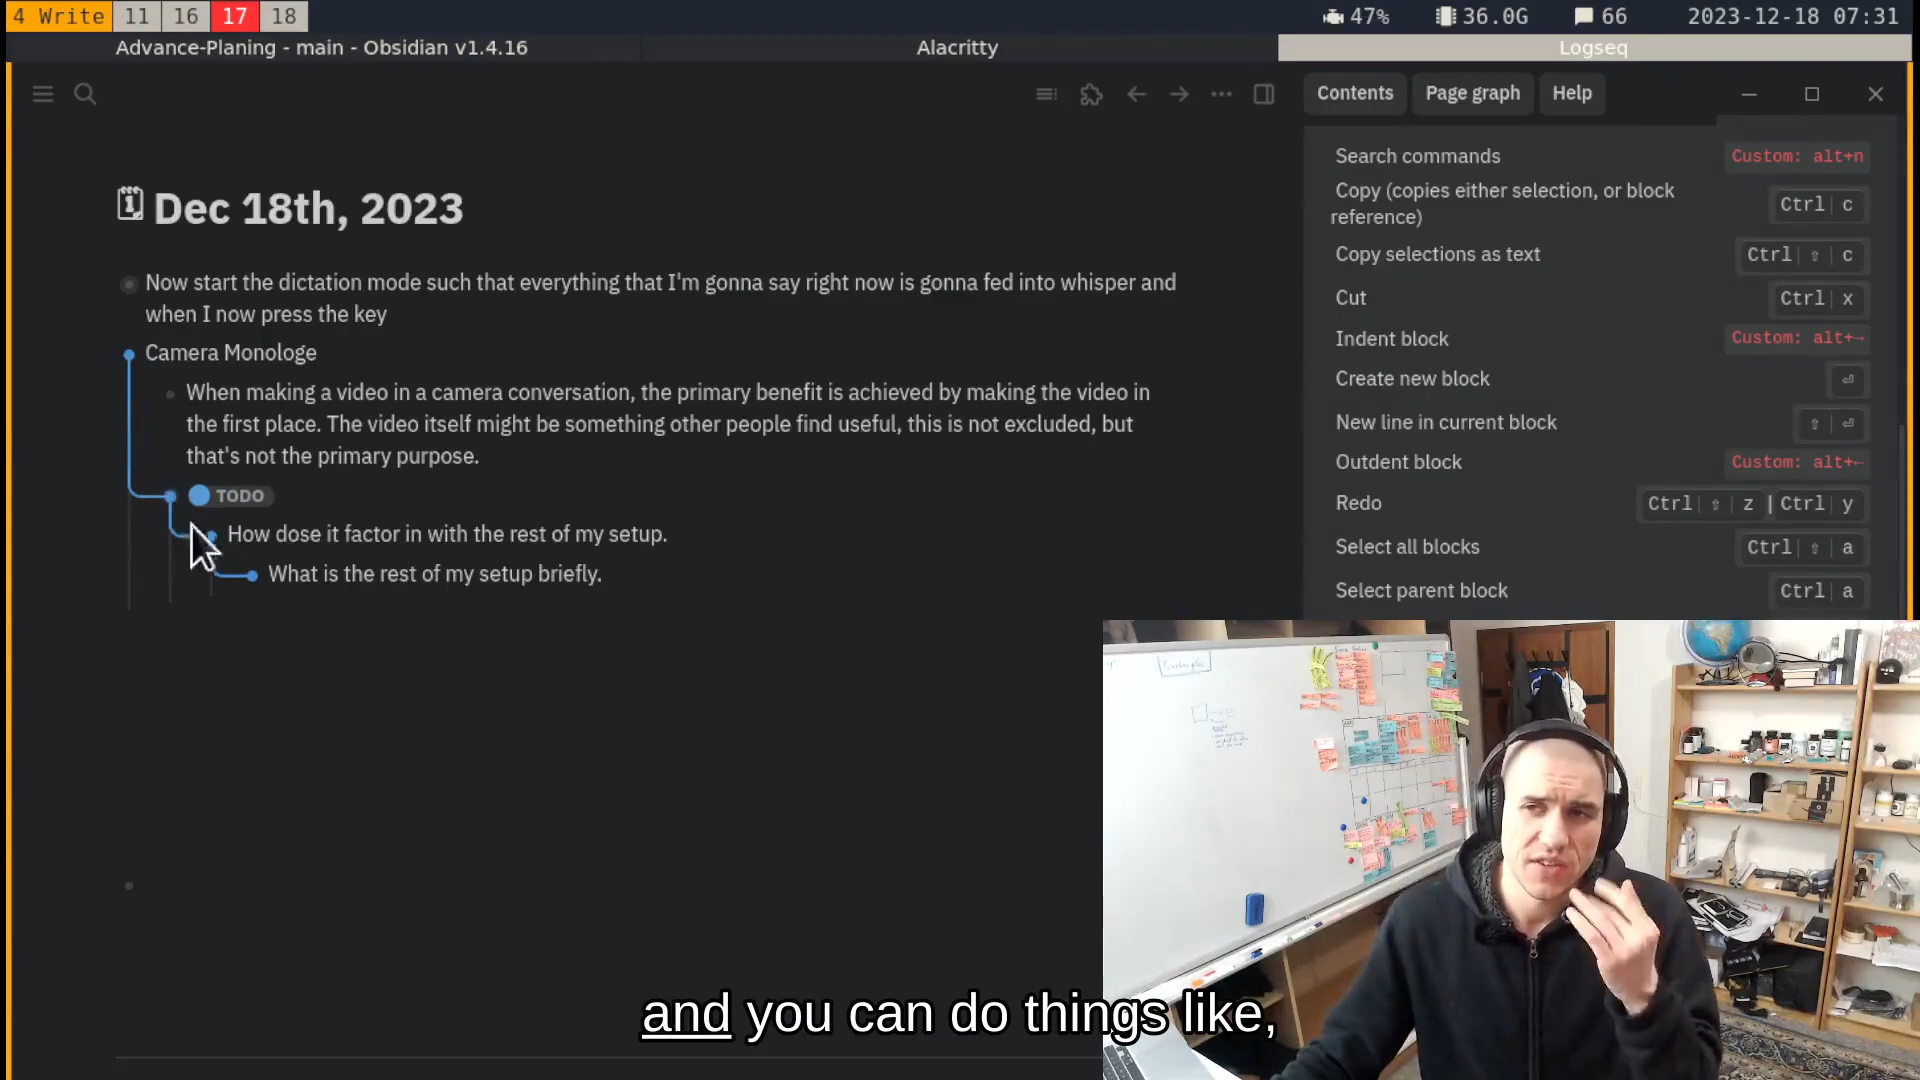 4 Write 11 16 17 18 47% 36.0G 66 2023-12-18 07:31
Advance-Planing - main - Obsidian v1.4.16 Alacritty Logseq
Contents Page graph Help
Search commands Custom: alt+n
Copy (copies either selection, or block
reference) Ctrl c
Copy selections as text Ctrl ⇧ c
Cut Ctrl x
Indent block Custom: alt+→
Create new block ⏎
New line in current block ⇧ ⏎
Outdent block Custom: alt+←
Redo Ctrl ⇧ z | Ctrl y
Select all blocks Ctrl ⇧ a
Select parent block Ctrl a
Dec 18th, 2023
Now start the dictation mode such that everything that I'm gonna say right now is gonna fed into whisper and
when I now press the key
Camera Monologe
When making a video in a camera conversation, the primary benefit is achieved by making the video in
the first place. The video itself might be something other people find useful, this is not excluded, but
that's not the primary purpose.
TODO
How dose it factor in with the rest of my setup.
What is the rest of my setup briefly.
and you can do things like,